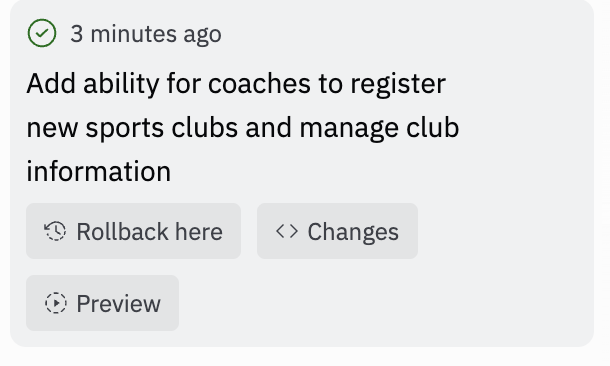 3 minutes ago
Add ability for coaches to register
new sports clubs and manage club
information
Rollback here
Changes
Preview